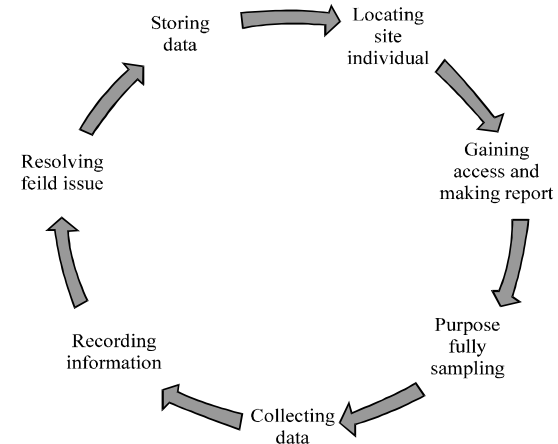 Storing
data
Locating
site
individual
Gaining
access and
making report
Purpose
fully
sampling
Collecting
data
Recording
information
Resolving
feild issue